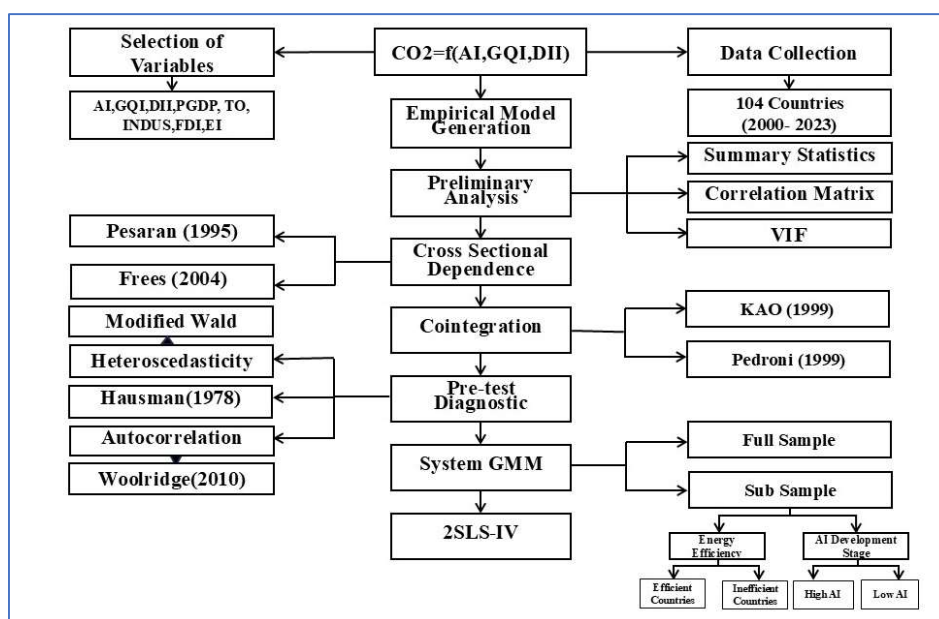 Selection of
Variables
CO2=f(AI,GQI,DII)
Data Collection
AI,GQI,DII,PGDP, TO,
INDUS,FDI,EI
Empirical Model
Generation
104 Countries
(2000- 2023)
Preliminary
Analysis
Summary Statistics
Correlation Matrix
VIF
Pesaran (1995)
Frees (2004)
Cross Sectional
Dependence
Modified Wald
Heteroscedasticity
Hausman(1978)
Autocorrelation
Woolridge(2010)
Cointegration
KAO (1999)
Pedroni (1999)
Pre-test
Diagnostic
System GMM
Full Sample
Sub Sample
2SLS-IV
Energy
Efficiency
AI Development
Stage
Efficient
Countries
Inefficient
Countries
High AI
Low AI